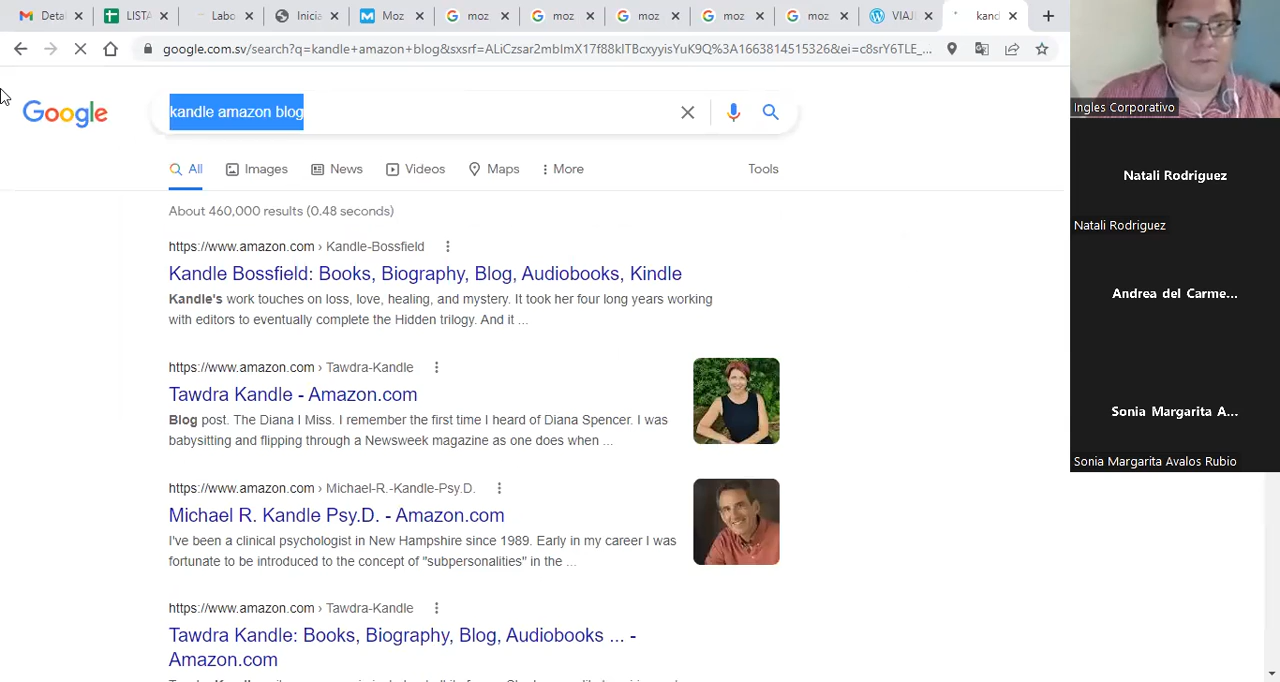 Detal
LISTA
Labo
Inicia
Moz
moz
moz
moz
moz
moz
VIAJ
kand
google.com.sv/search?q=kandle+amazon+blog&sxsrf=ALiCzsar2mbImX17f88kITBcxyyisYuK9Q%3A1663814515326&ei=c8srY6TLE_...
Google
kandle amazon blog
All
Images
News
Videos
Maps
More
Tools
About 460,000 results (0.48 seconds)
https://www.amazon.com › Kandle-Bossfield
Kandle Bossfield: Books, Biography, Blog, Audiobooks, Kindle
Kandle's work touches on loss, love, healing, and mystery. It took her four long years working
with editors to eventually complete the Hidden trilogy. And it ...
https://www.amazon.com › Tawdra-Kandle
Tawdra Kandle - Amazon.com
Blog post. The Diana I Miss. I remember the first time I heard of Diana Spencer. I was
babysitting and flipping through a Newsweek magazine as one does when ...
https://www.amazon.com › Michael-R.-Kandle-Psy.D.
Michael R. Kandle Psy.D. - Amazon.com
I've been a clinical psychologist in New Hampshire since 1989. Early in my career I was
fortunate to be introduced to the concept of "subpersonalities" in the ...
https://www.amazon.com › Tawdra-Kandle
Tawdra Kandle: Books, Biography, Blog, Audiobooks ... -
Amazon.com
Ingles Corporativo
Natali Rodriguez
Natali Rodriguez
Andrea del Carme...
Sonia Margarita A...
Sonia Margarita Avalos Rubio